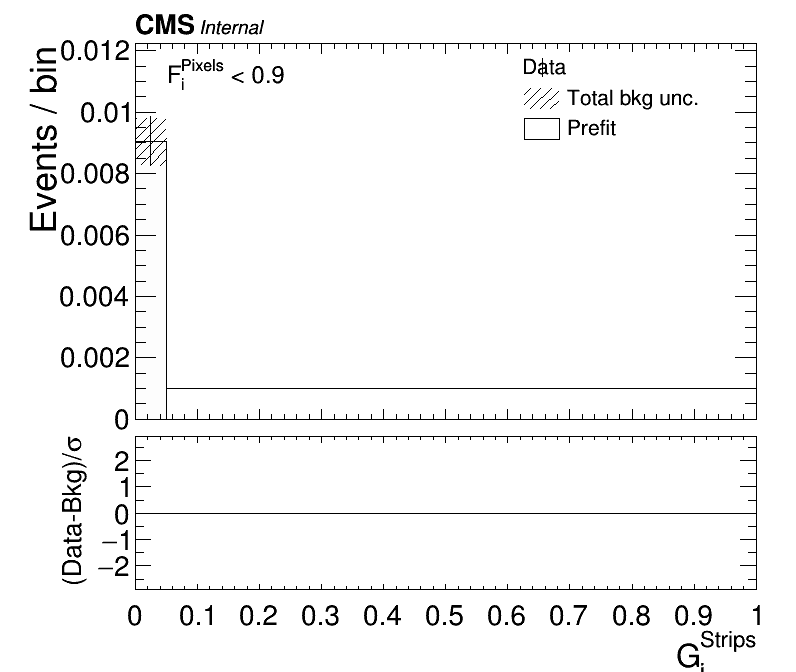 CMS Internal
F_i^Pixels < 0.9
Data
Total bkg unc.
Prefit
Events / bin
0.012
0.01
0.008
0.006
0.004
0.002
0
(Data-Bkg)/σ
2
1
0
−1
−2
0 0.1 0.2 0.3 0.4 0.5 0.6 0.7 0.8 0.9 1
G_i^Strips